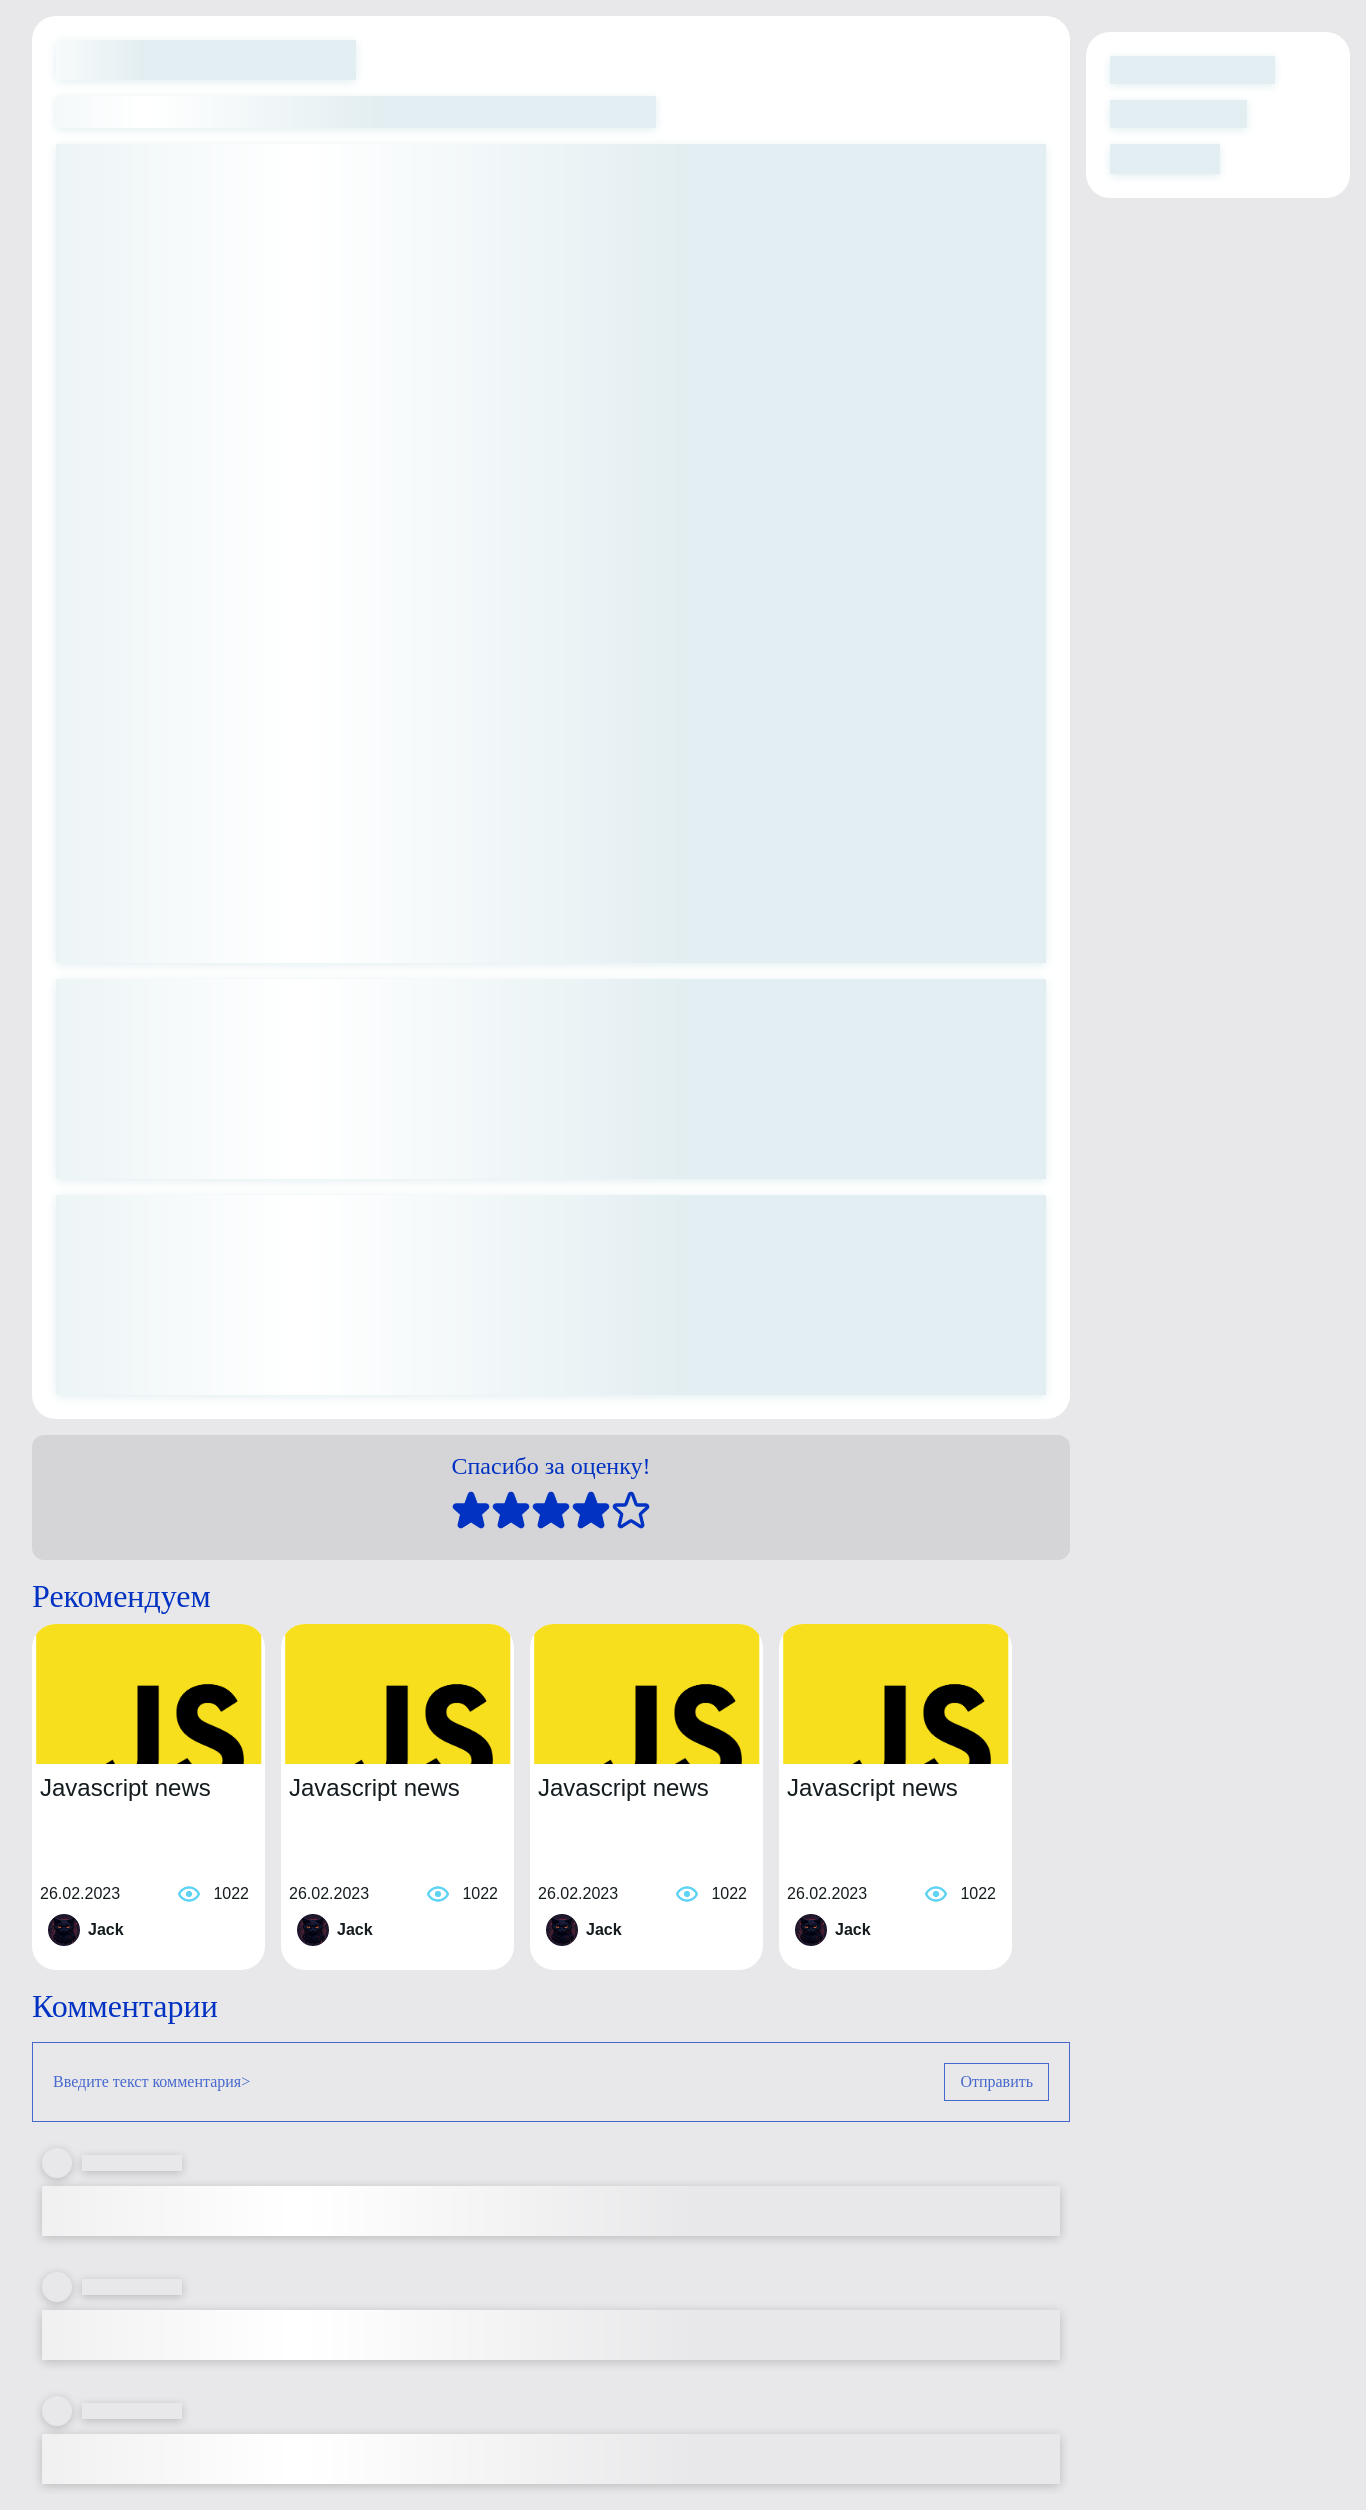 Спасибо за оценку!
Рекомендуем
JS JS JS JS
Javascript news Javascript news Javascript news Javascript news
26.02.2023 1022 26.02.2023 1022 26.02.2023 1022 26.02.2023 1022
Jack Jack Jack Jack
Комментарии
Введите текст комментария> Отправить